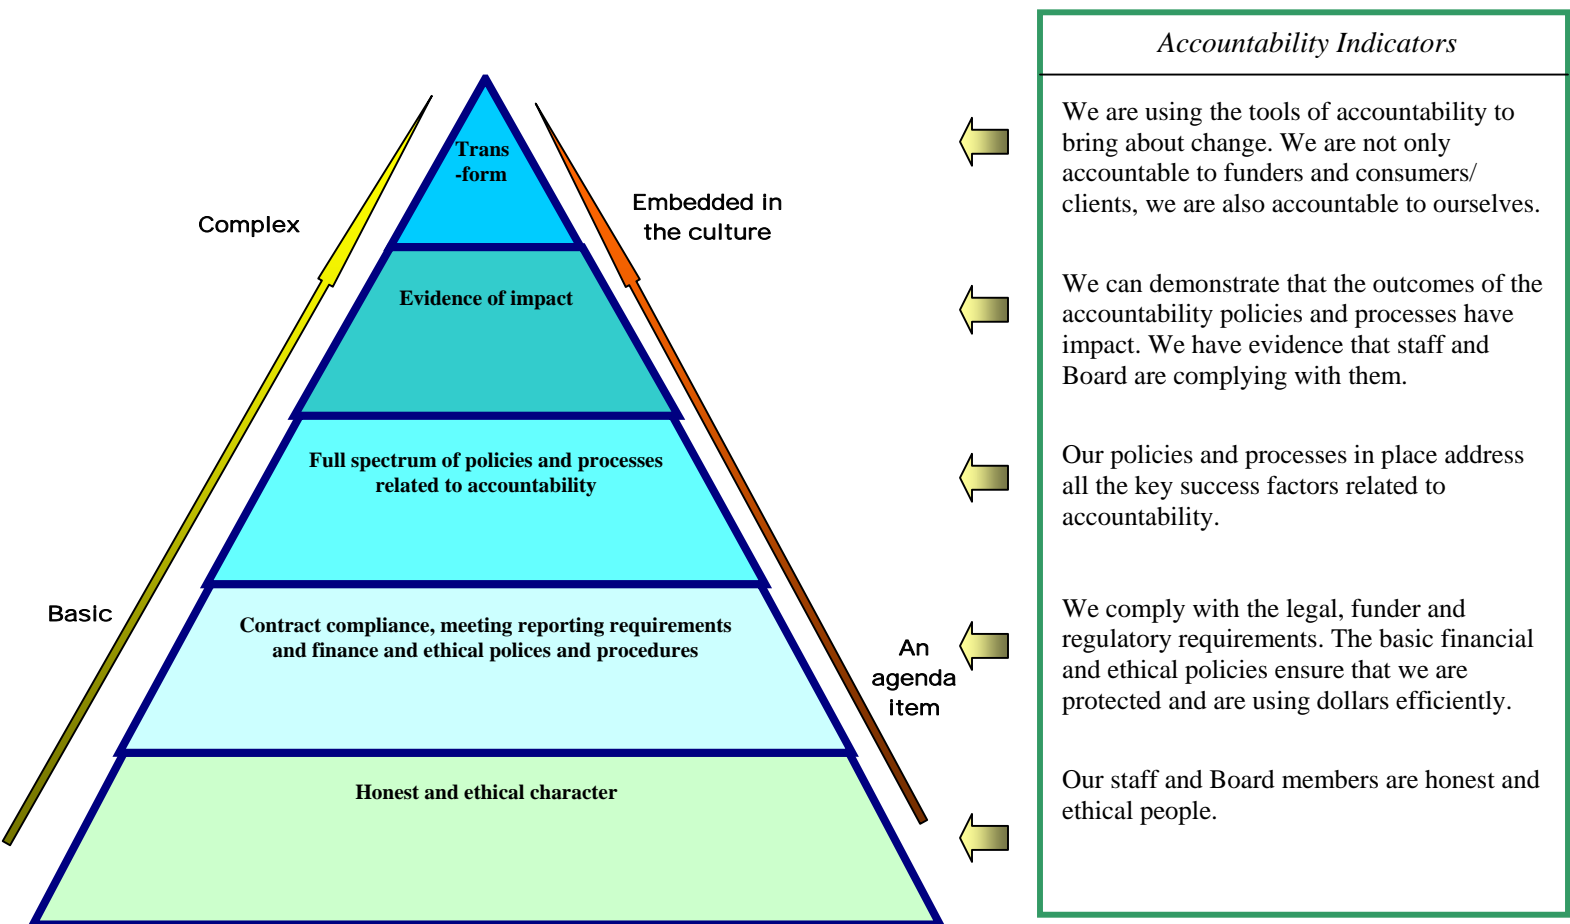 Accountability Indicators
Trans
-form
Complex
Embedded in
the culture
Evidence of impact
Full spectrum of policies and processes
related to accountability
Basic
Contract compliance, meeting reporting requirements
and finance and ethical polices and procedures
An
agenda
item
Honest and ethical character
We are using the tools of accountability to
bring about change. We are not only
accountable to funders and consumers/
clients, we are also accountable to ourselves.
We can demonstrate that the outcomes of the
accountability policies and processes have
impact. We have evidence that staff and
Board are complying with them.
Our policies and processes in place address
all the key success factors related to
accountability.
We comply with the legal, funder and
regulatory requirements. The basic financial
and ethical policies ensure that we are
protected and are using dollars efficiently.
Our staff and Board members are honest and
ethical people.